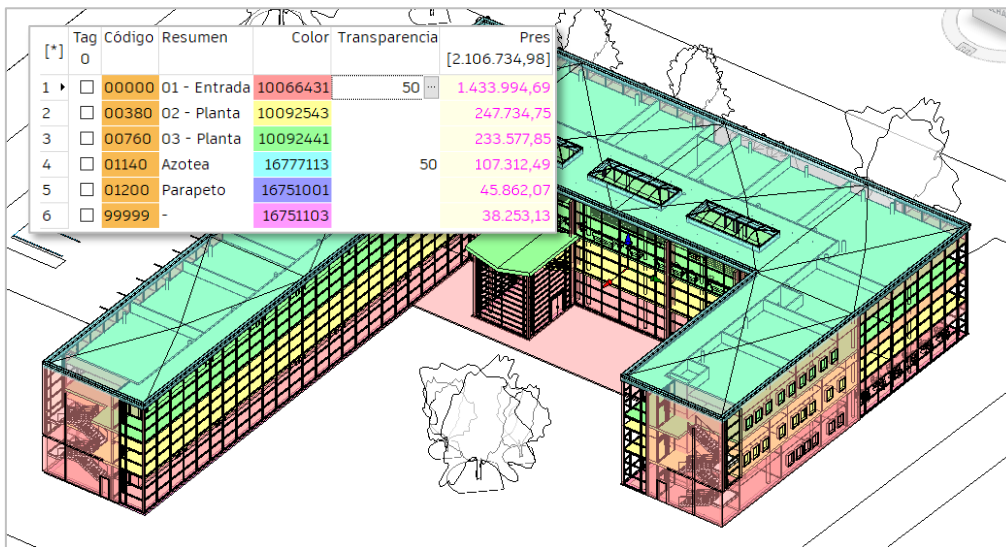 [*] Tag Código Resumen Color Transparencia Pres
0 [2.106.734,98]
1 00000 01 - Entrada 10066431 50 ... 1.433.994,69
2 00380 02 - Planta 10092543 247.734,75
3 00760 03 - Planta 10092441 233.577,85
4 01140 Azotea 16777113 50 107.312,49
5 01200 Parapeto 16751001 45.862,07
6 99999 - 16751103 38.253,13